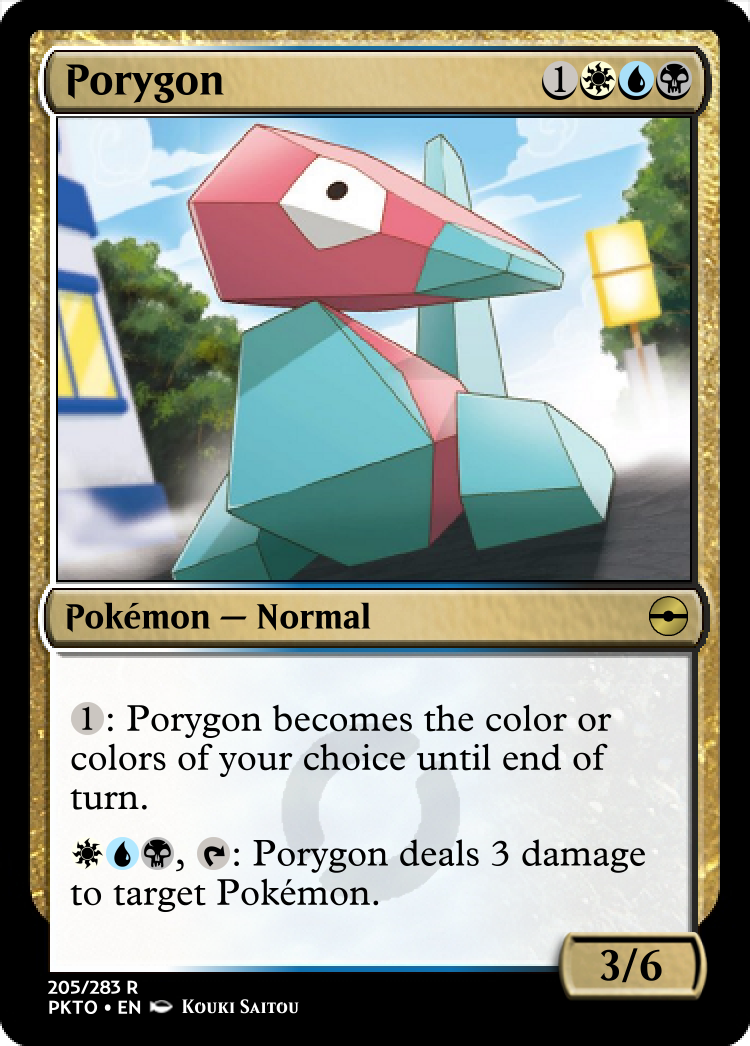 Porygon 1
Pokémon — Normal
1: Porygon becomes the color or
colors of your choice until end of
turn.
, : Porygon deals 3 damage
to target Pokémon.
3/6
205/283 R
PKTO • EN Kouki Saitou